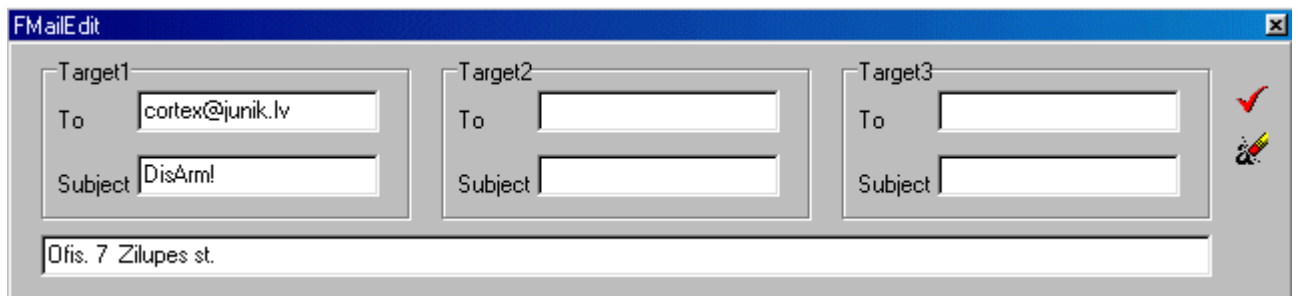 FMailEdit
Target1
To cortex@junik.lv
Subject DisArm!
Target2
To
Subject
Target3
To
Subject
Ofis. 7 Zilupes st.